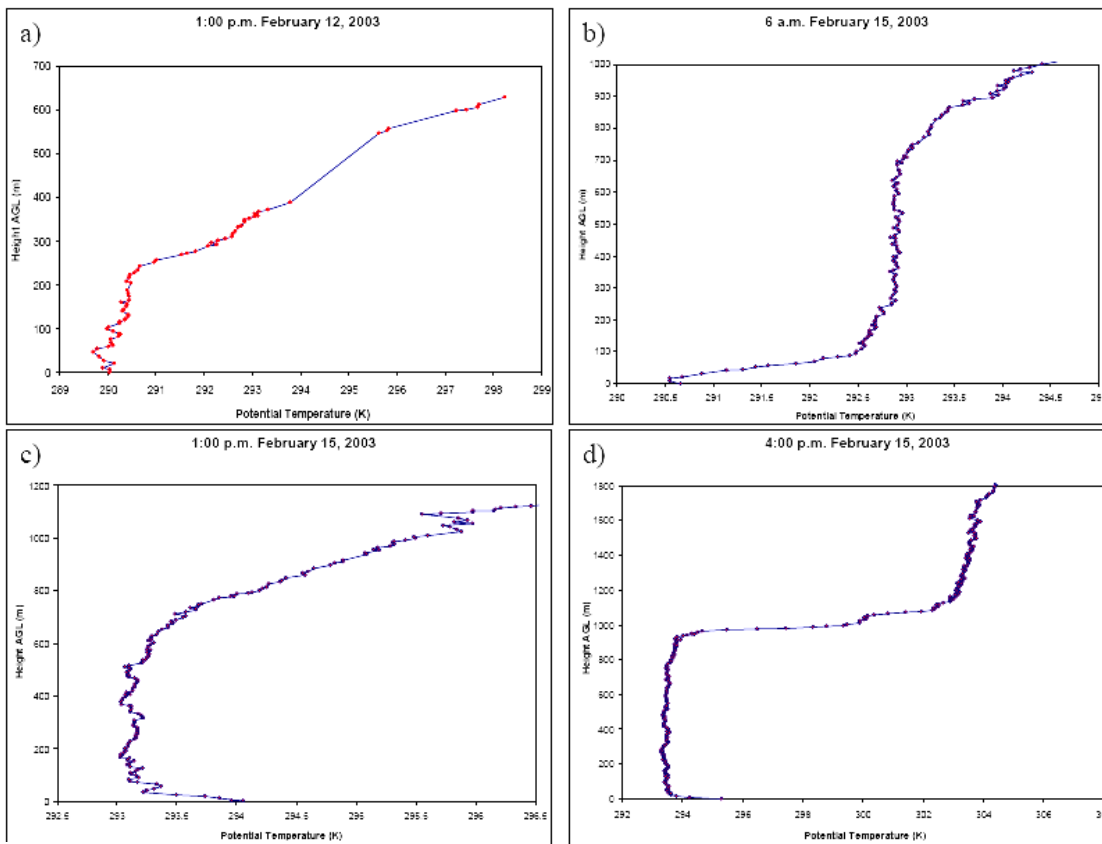 a)
1:00 p.m. February 12, 2003
700
600
500
400
300
200
100
0
Height AGL (m)
289 290 291 292 293 294 295 296 297 298 299
Potential Temperature (K)
b)
6 a.m. February 15, 2003
1000
900
800
700
600
500
400
300
200
100
0
Height AGL (m)
290 290.5 291 291.5 292 292.5 293 293.5 294 294.5
Potential Temperature (K)
c)
1:00 p.m. February 15, 2003
1200
1000
800
600
400
200
0
Height AGL (m)
292.5 293 293.5 294 294.5 295 295.5 296 296.5
Potential Temperature (K)
d)
4:00 p.m. February 15, 2003
1800
1600
1400
1200
1000
800
600
400
200
0
Height AGL (m)
292 294 296 298 300 302 304 306
Potential Temperature (K)